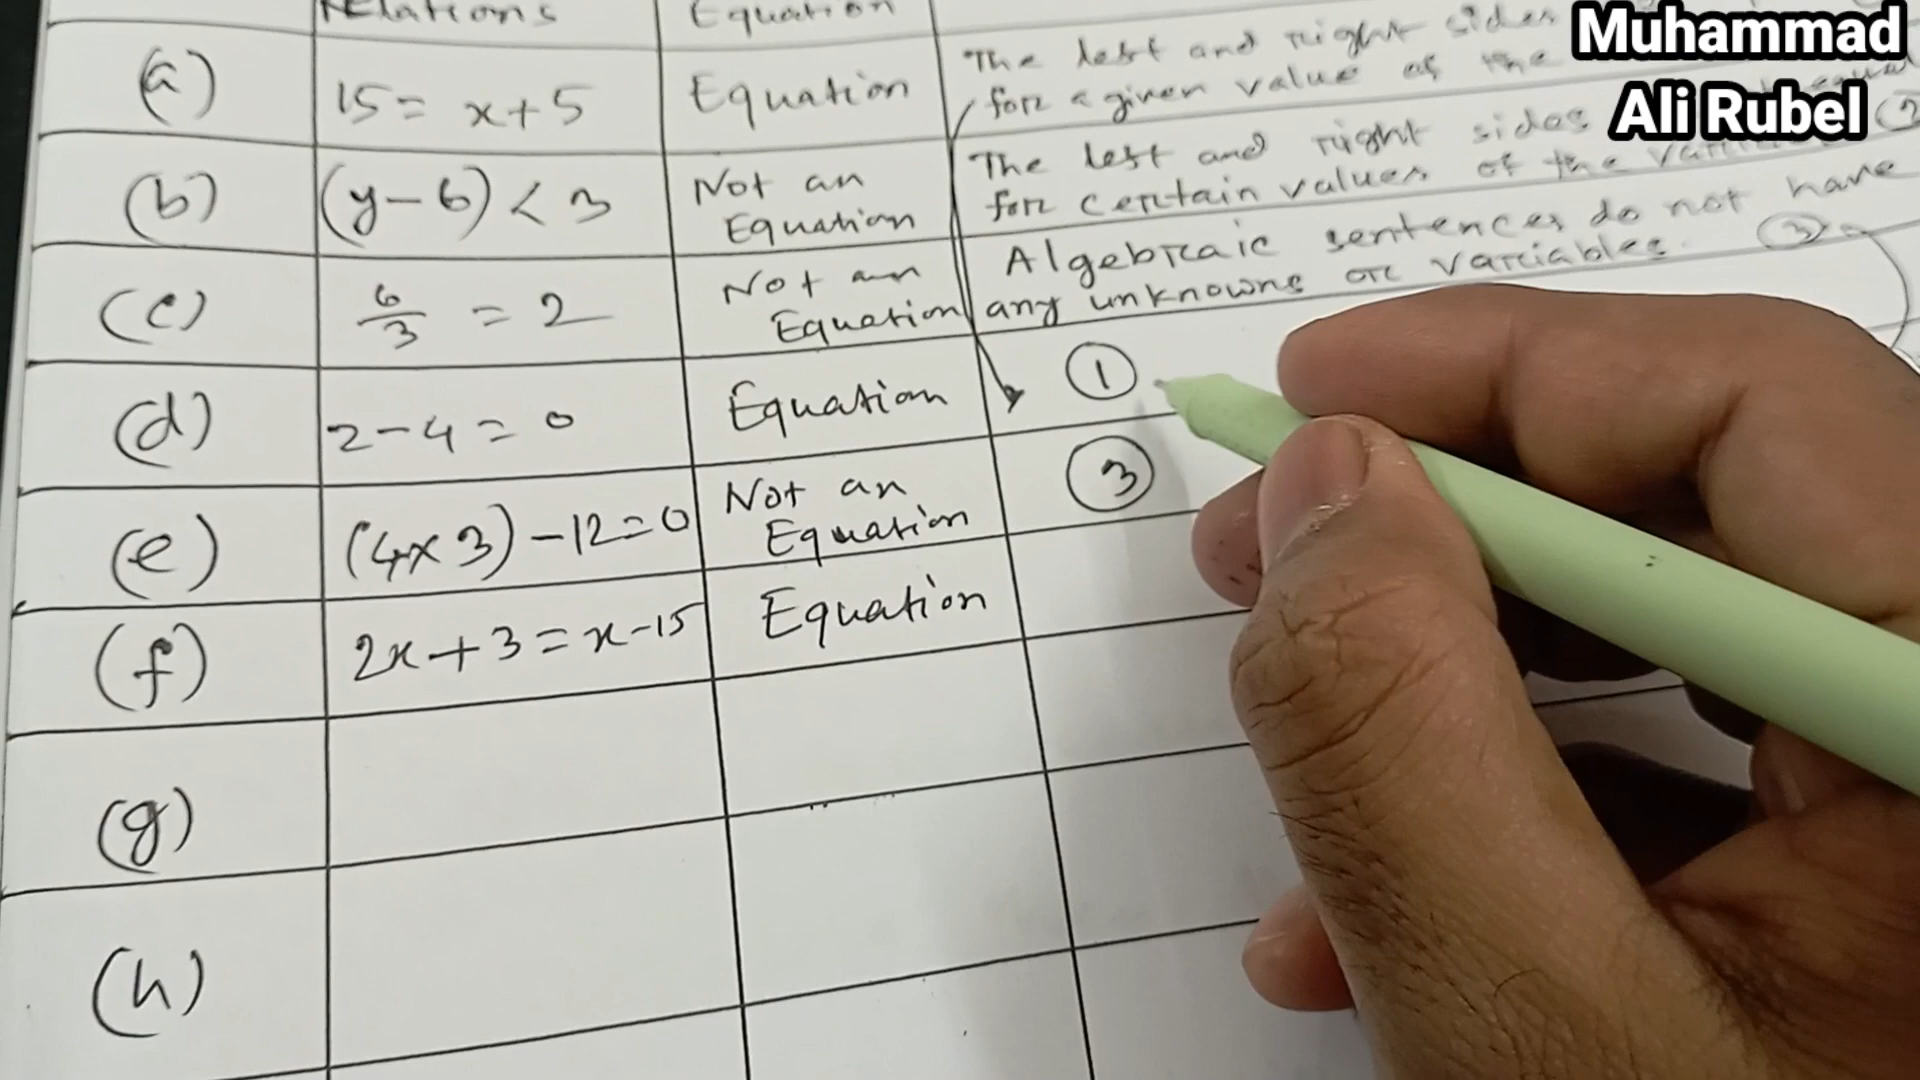 Relations
Equation
Muhammad
Ali Rubel
(a)
15 = x + 5
Equation
The left and right sides
for a given value of the
(b)
(y - 6) < 3
Not an
Equation
The left and right sides
for certain values of the
(c)
6/3 = 2
Not an
Equation
Algebraic sentences do not have
any unknowns or variables. ③
(d)
2 - 4 = 0
Equation
①
(e)
(4 × 3) - 12 = 0
Not an
Equation
③
(f)
2x + 3 = x - 15
Equation
(g)
(h)